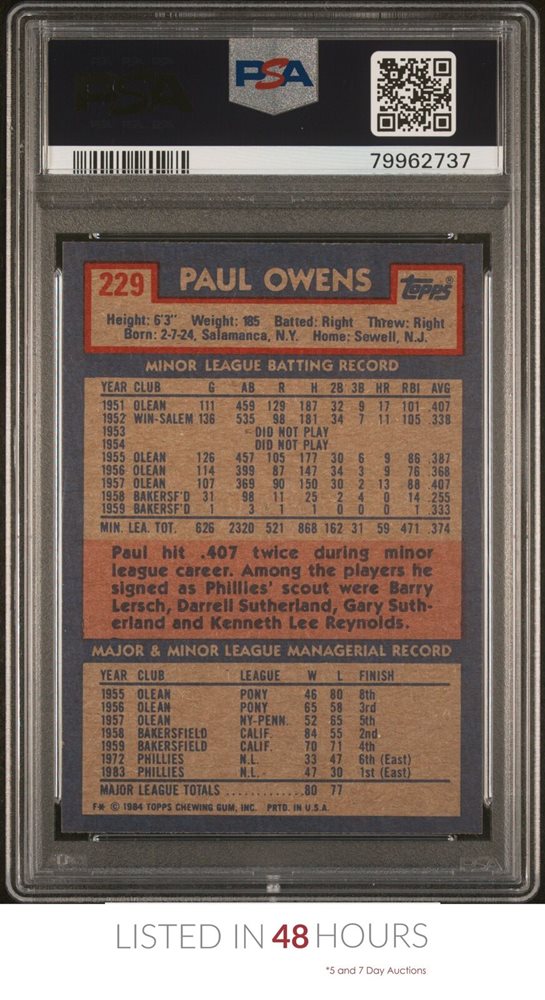 PSA
79962737
229 PAUL OWENS Topps®
Height: 6'3" Weight: 185 Batted: Right Threw: Right
Born: 2-7-24, Salamanca, N.Y. Home: Sewell, N.J.
MINOR LEAGUE BATTING RECORD
YEAR CLUB G AB R H 2B 3B HR RBI AVG
1951 OLEAN 111 459 129 187 32 9 17 101 .407
1952 WIN-SALEM 136 535 98 181 34 7 11 105 .338
1953 DID NOT PLAY
1954 DID NOT PLAY
1955 OLEAN 126 457 105 177 30 6 9 86 .387
1956 OLEAN 114 399 87 147 34 3 9 76 .368
1957 OLEAN 107 369 90 150 30 2 13 88 .407
1958 BAKERSF'D 31 98 11 25 2 4 0 14 .255
1959 BAKERSF'D 1 3 1 1 0 0 0 1 .333
MIN. LEA. TOT. 626 2320 521 868 162 31 59 471 .374
Paul hit .407 twice during minor
league career. Among the players he
signed as Phillies' scout were Barry
Lersch, Darrell Sutherland, Gary Suth-
erland and Kenneth Lee Reynolds.
MAJOR & MINOR LEAGUE MANAGERIAL RECORD
YEAR CLUB LEAGUE W L FINISH
1955 OLEAN PONY 46 80 8th
1956 OLEAN PONY 65 58 3rd
1957 OLEAN NY-PENN. 52 65 5th
1958 BAKERSFIELD CALIF. 84 55 2nd
1959 BAKERSFIELD CALIF. 70 71 4th
1972 PHILLIES N.L. 33 47 6th (East)
1983 PHILLIES N.L. 47 30 1st (East)
MAJOR LEAGUE TOTALS ............80 77
F* © 1984 TOPPS CHEWING GUM, INC. PRTD. IN U.S.A.
PSA
LISTED IN 48 HOURS
*5 and 7 Day Auctions